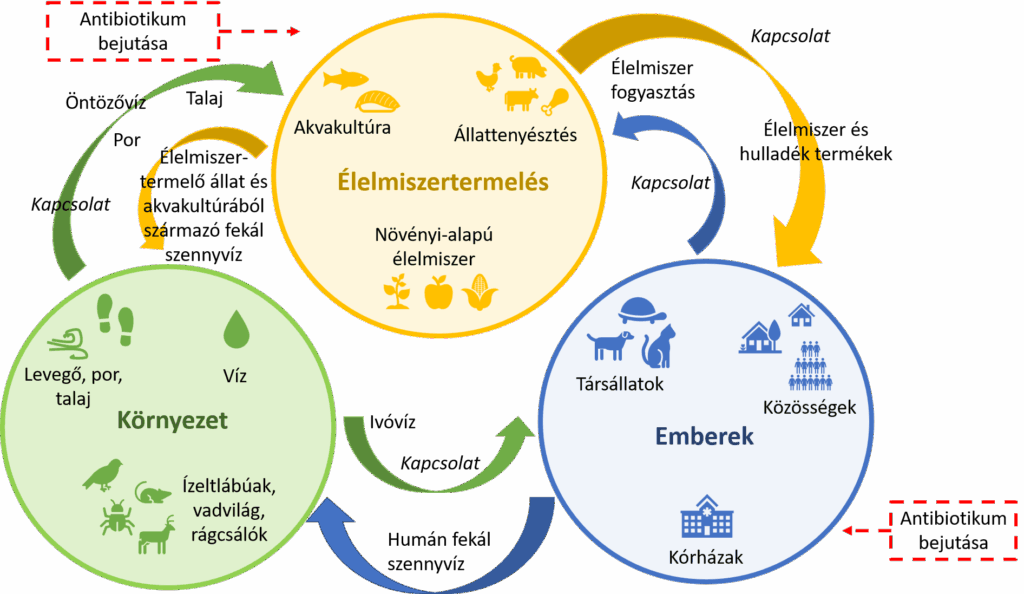 Antibiotikum
bejutása
Kapcsolat
Öntözővíz
Talaj
Por
Kapcsolat
Élelmiszer-
termelő állat és
akvakultúrából
származó fekál
szennyvíz
Akvakultúra
Állattenyésztés
Élelmiszertermelés
Növényi-alapú
élelmiszer
Élelmiszer
fogyasztás
Kapcsolat
Élelmiszer és
hulladék termékek
Levegő, por,
talaj
Víz
Környezet
Ízeltlábúak,
vadvilág,
rágcsálók
Ivóvíz
Kapcsolat
Humán fekál
szennyvíz
Társállatok
Közösségek
Emberek
Kórházak
Antibiotikum
bejutása